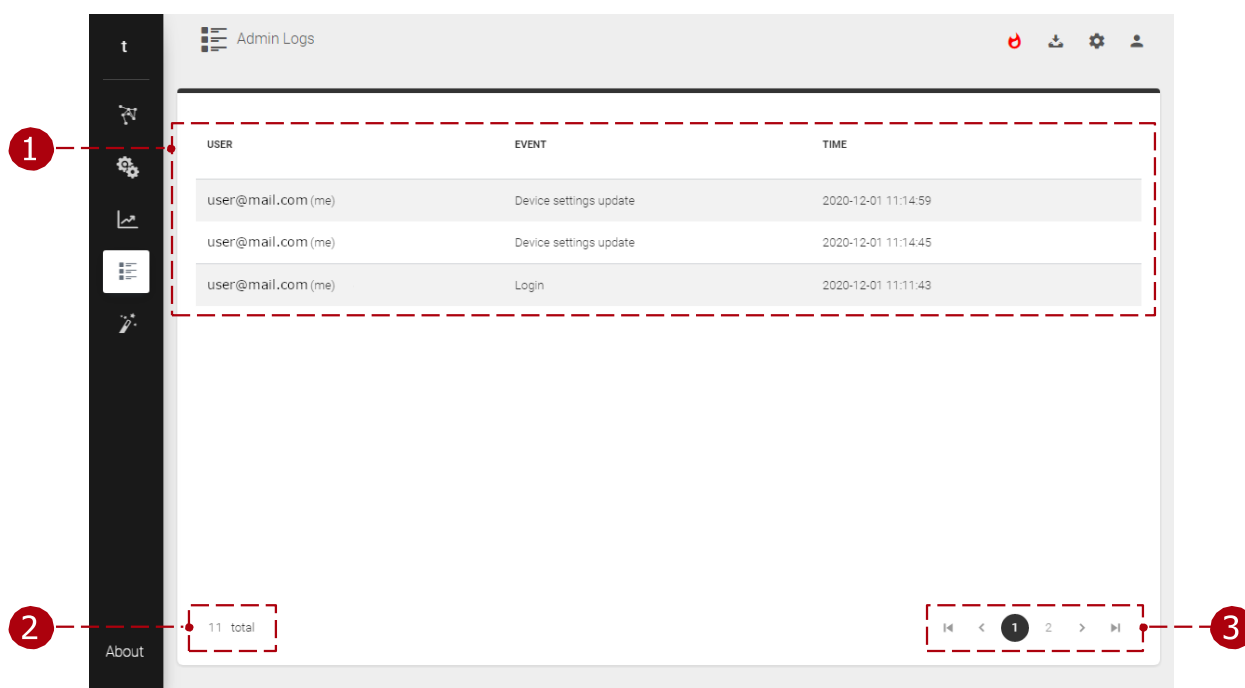 t
Admin Logs
1
USER EVENT TIME
user@mail.com (me) Device settings update 2020-12-01 11:14:59
user@mail.com (me) Device settings update 2020-12-01 11:14:45
user@mail.com (me) Login 2020-12-01 11:11:43
2
11 total
1 2
3
About